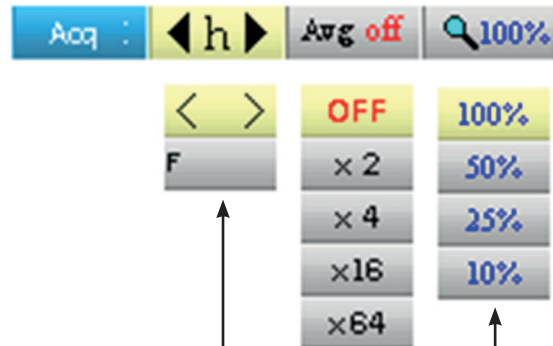 Acq : ◀ h ▶ Avg off 100%
< > OFF 100%
F × 2 50%
× 4 25%
×16 10%
×64